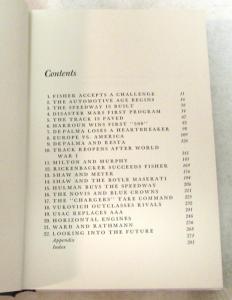 Contents
1. FISHER ACCEPTS A CHALLENGE 11
2. THE AUTOMOTIVE AGE BEGINS
3. THE SPEEDWAY IS BUILT
4. DISASTER MARS FIRST PROGRAM
5. THE TRACK IS PAVED
6. HARROUN WINS FIRST "500"
7. DEPALMA LOSES A HEARTBREAKER
8. EUROPE VS. AMERICA
9. DEPALMA AND RESTA
10. TRACK REOPENS AFTER WORLD
WAR I
11. MILTON AND MURPHY
12. RICKENBACKER SUCCEEDS FISHER
13. SHAW AND MEYER
14. SHAW AND THE BOYLE MASERATI
15. HULMAN BUYS THE SPEEDWAY
16. THE NOVIS AND BLUE CROWNS
17. THE "CHARGERS" TAKE COMMAND
18. VUKOVICH OUTCLASSES RIVALS
19. USAC REPLACES AAA
20. HORIZONTAL ENGINES
21. WARD AND RATHMANN
22. LOOKING INTO THE FUTURE
Appendix
Index